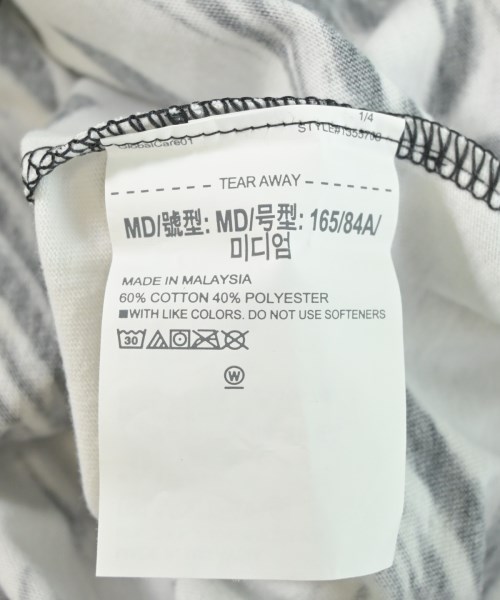 1/4
GlobalCare01
TEAR AWAY
MD/號型: MD/号型: 165/84A/
미디엄
MADE IN MALAYSIA
60% COTTON 40% POLYESTER
■WITH LIKE COLORS. DO NOT USE SOFTENERS
30
W